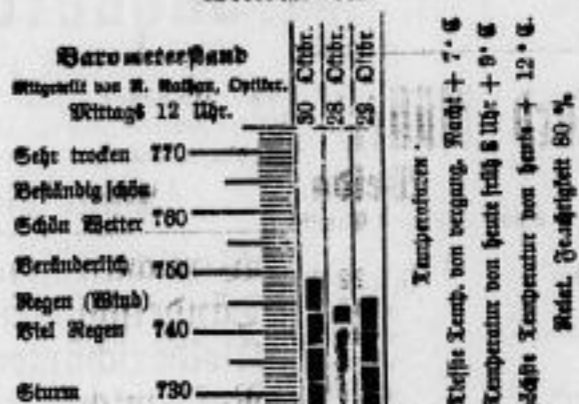 Barometerstand
Mitgeteilt von R. Nathan, Optiker.
Mittags 12 Uhr.
30 Oktbr.
28. Oktbr.
29. Oktbr
Sehr trocken 770
Beständig schön
Schön Wetter 760
Veränderlich 750
Regen (Wind)
Viel Regen 740
Sturm 730
Temperaturen
Tiefste Temp. von vergang. Nacht + 7° C.
Temperatur von heute früh 8 Uhr + 9° C.
Höchste Temperatur von heute + 12° C.
Relat. Feuchtigkeit 80 %